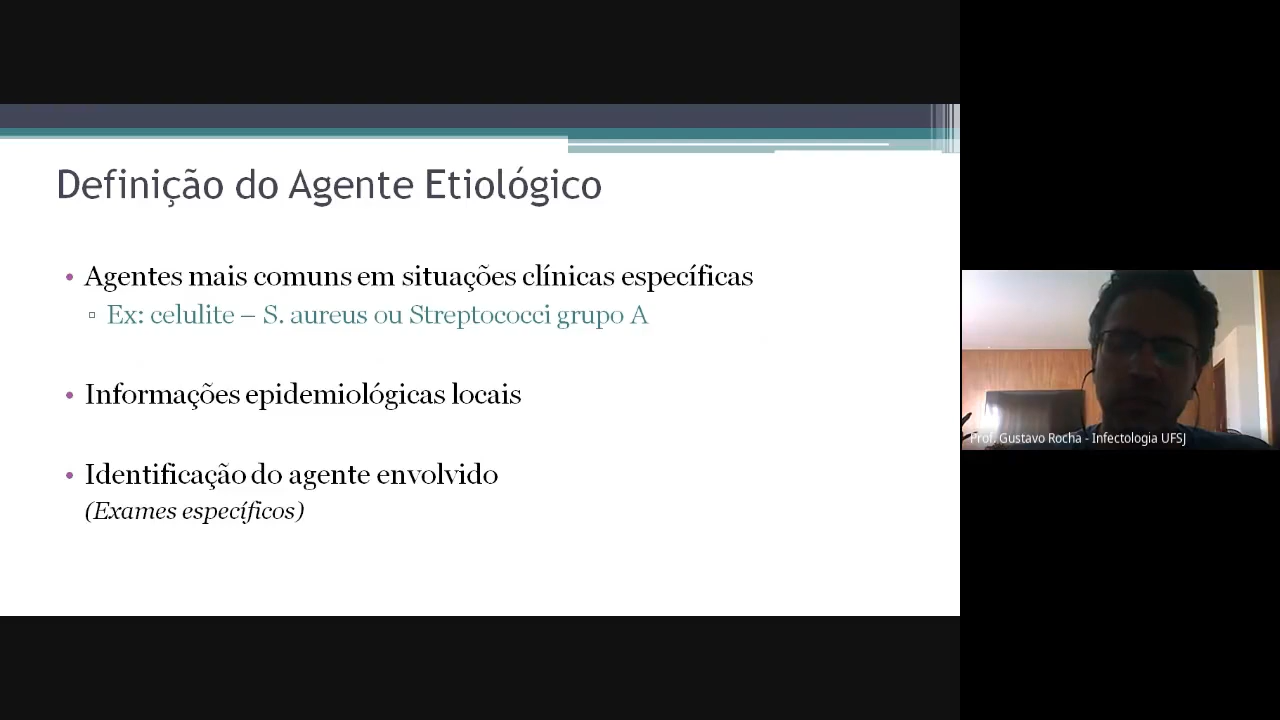 Definição do Agente Etiológico
• Agentes mais comuns em situações clínicas específicas
▫ Ex: celulite – S. aureus ou Streptococci grupo A
• Informações epidemiológicas locais
• Identificação do agente envolvido
(Exames específicos)
Prof. Gustavo Rocha - Infectologia UFSJ